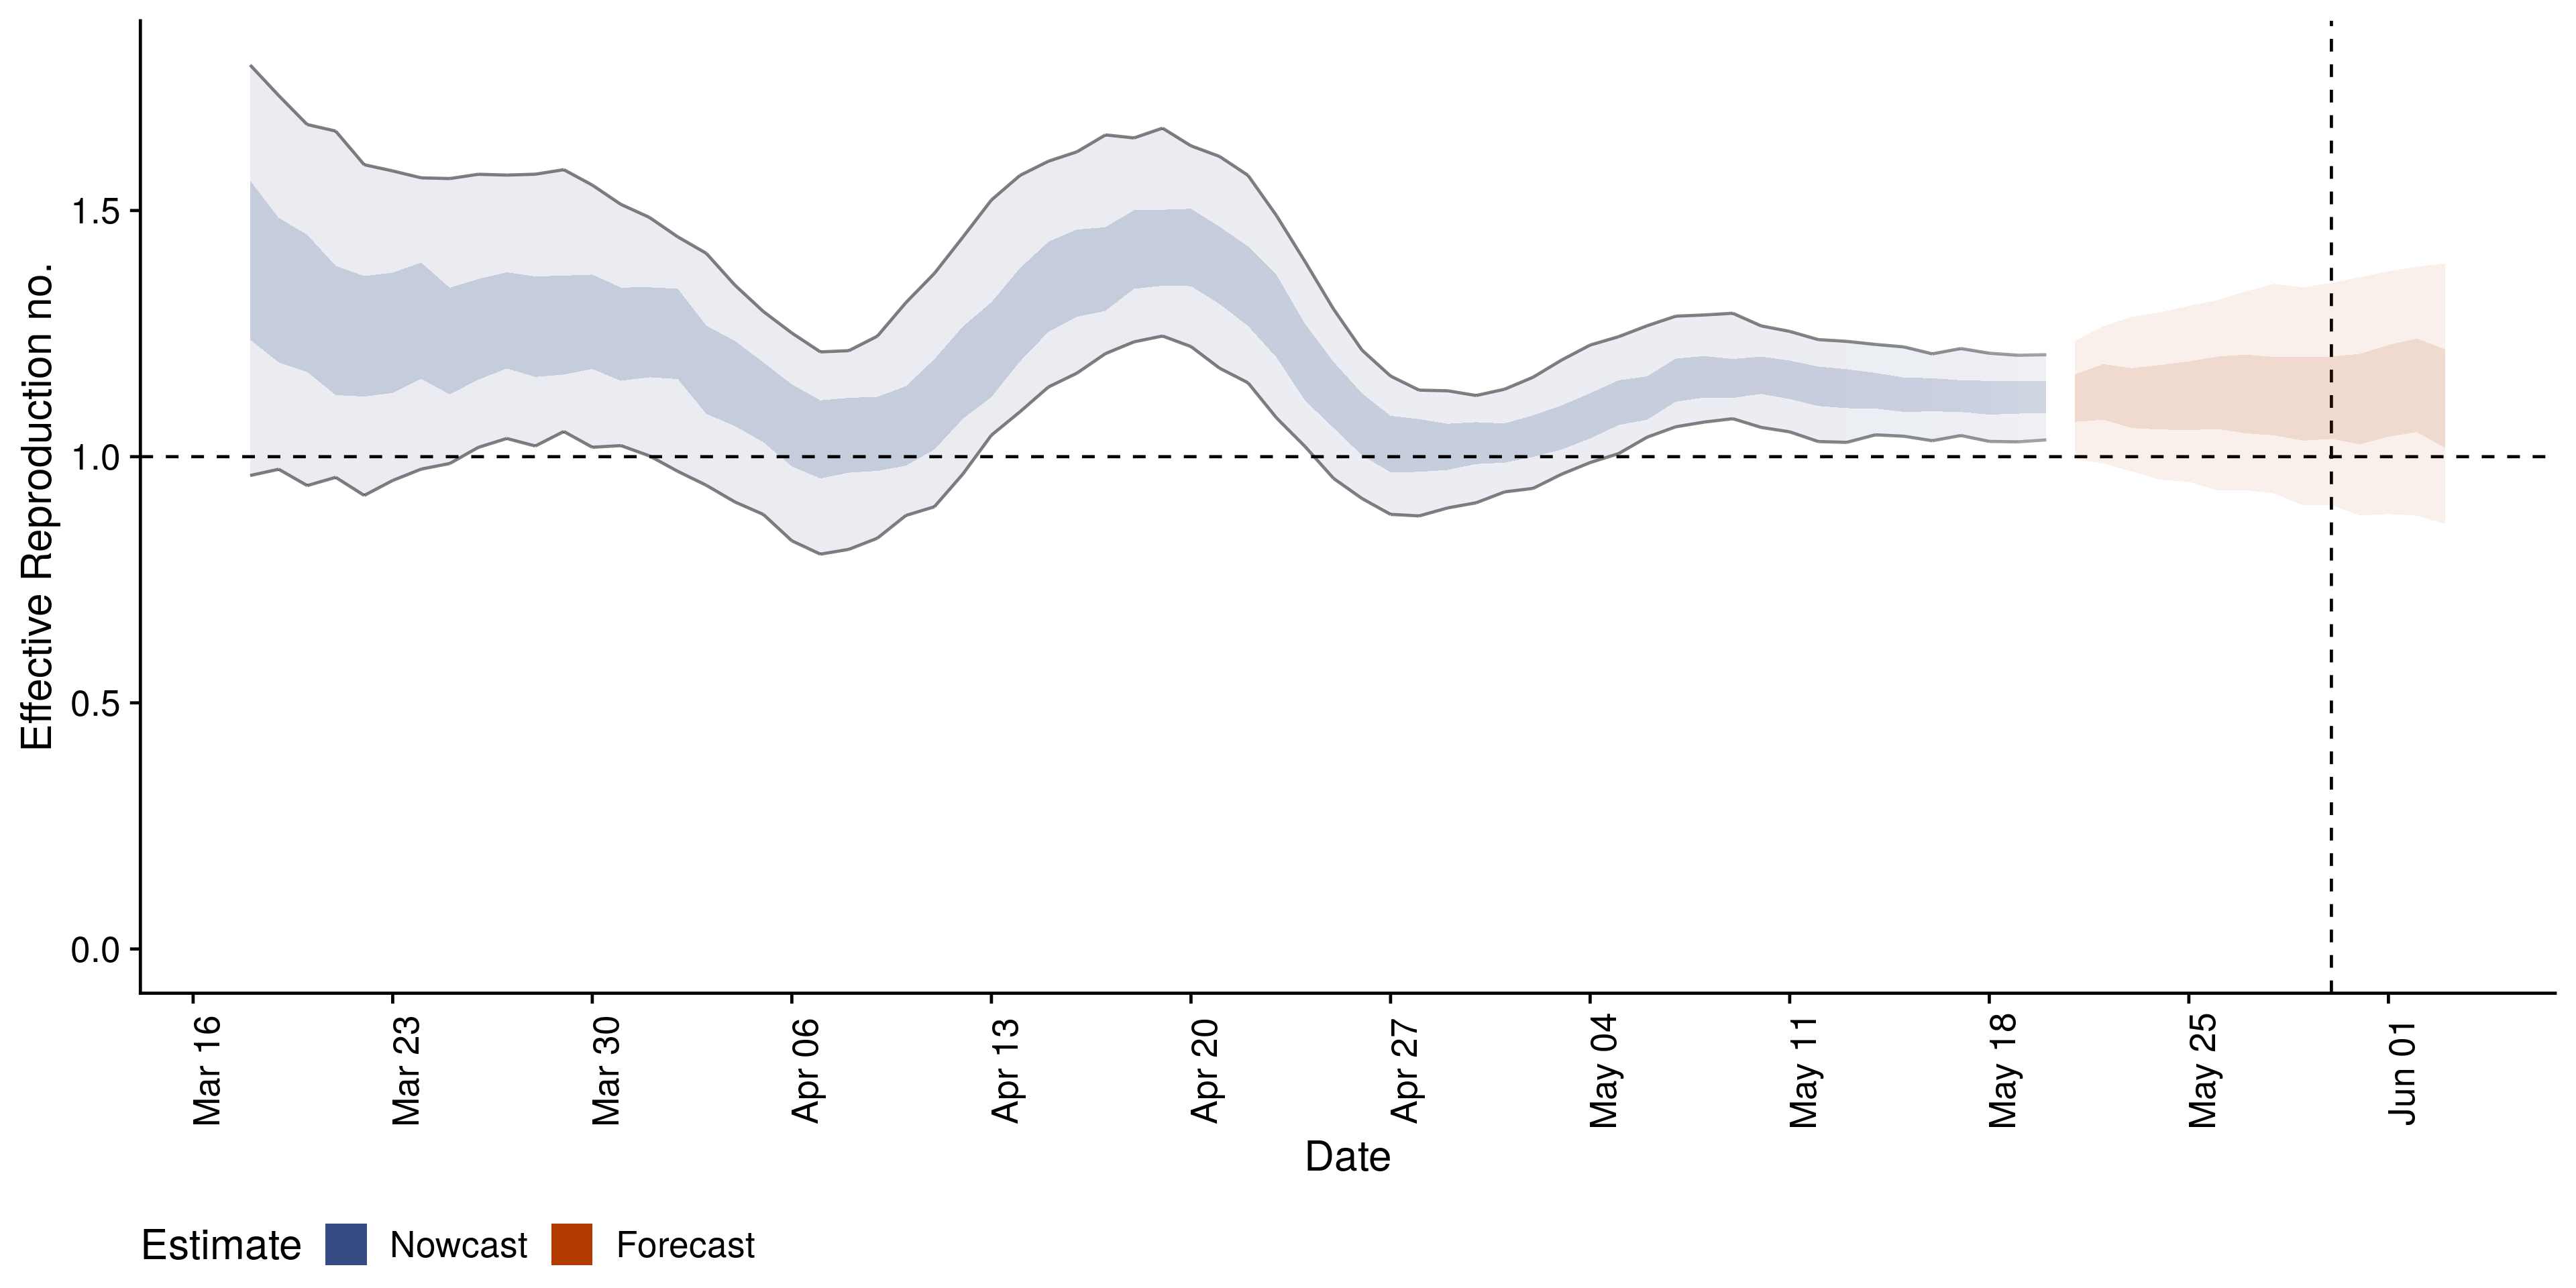 Effective Reproduction no.
1.5
1.0
0.5
0.0
Mar 16
Mar 23
Mar 30
Apr 06
Apr 13
Apr 20
Apr 27
May 04
May 11
May 18
May 25
Jun 01
Date
Estimate Nowcast Forecast